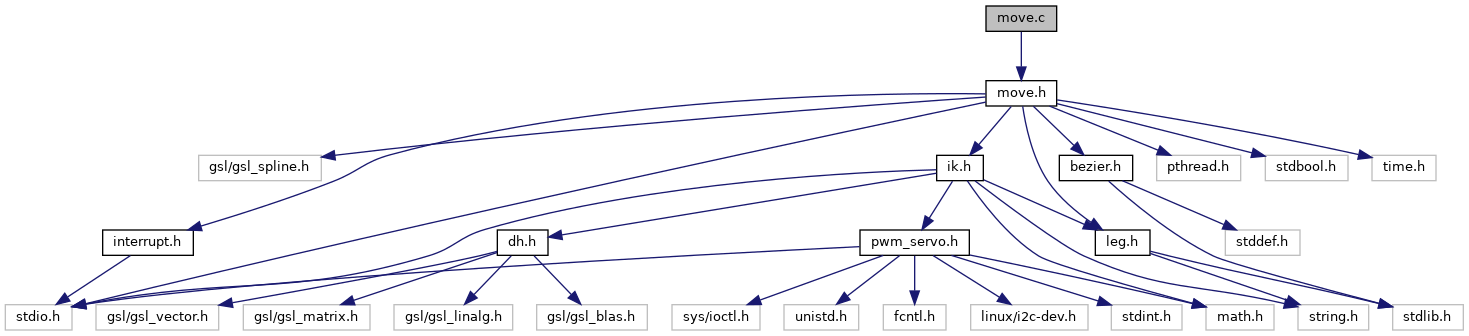 move.c
move.h
gsl/gsl_spline.h
ik.h
bezier.h
pthread.h
stdbool.h
time.h
interrupt.h
dh.h
pwm_servo.h
leg.h
stddef.h
stdio.h
gsl/gsl_vector.h
gsl/gsl_matrix.h
gsl/gsl_linalg.h
gsl/gsl_blas.h
sys/ioctl.h
unistd.h
fcntl.h
linux/i2c-dev.h
stdint.h
math.h
string.h
stdlib.h